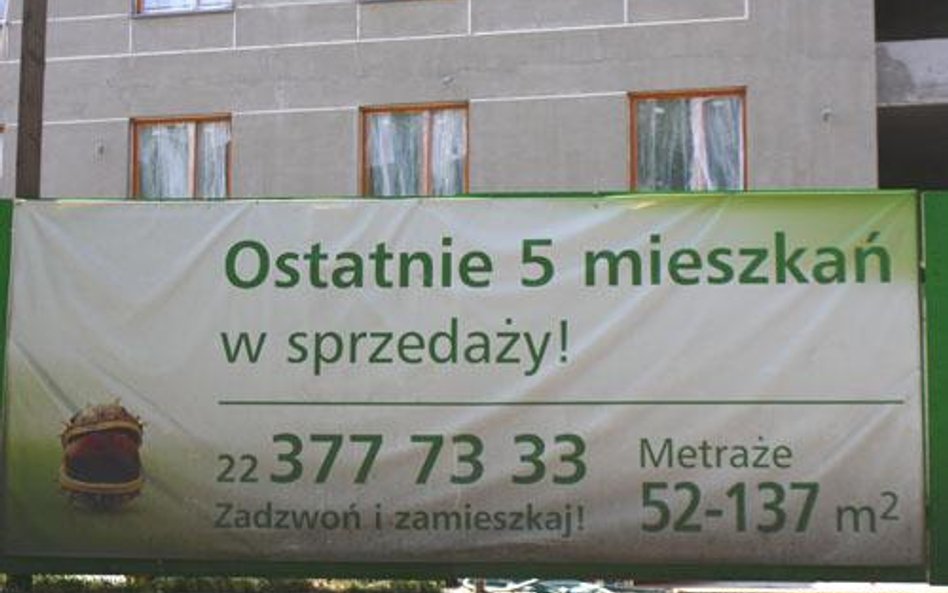 Ostatnie 5 mieszkań
w sprzedaży!
22 377 73 33
Zadzwoń i zamieszkaj!
Metraże
52-137 m²